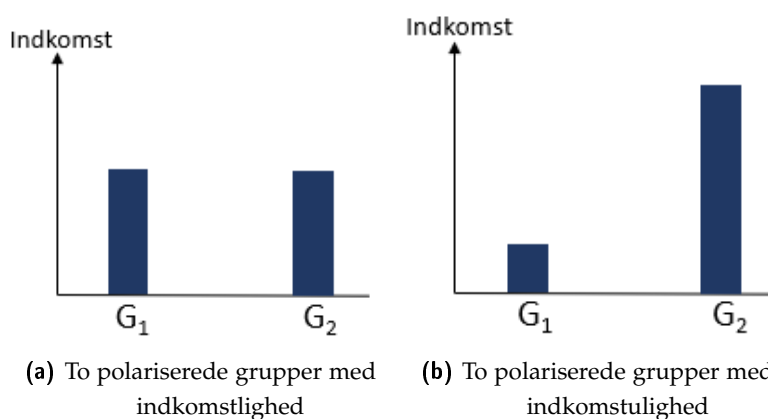 Indkomst
G1
G2
(a) To polariserede grupper med
indkomstlighed
Indkomst
G1
G2
(b) To polariserede grupper med
indkomstulighed